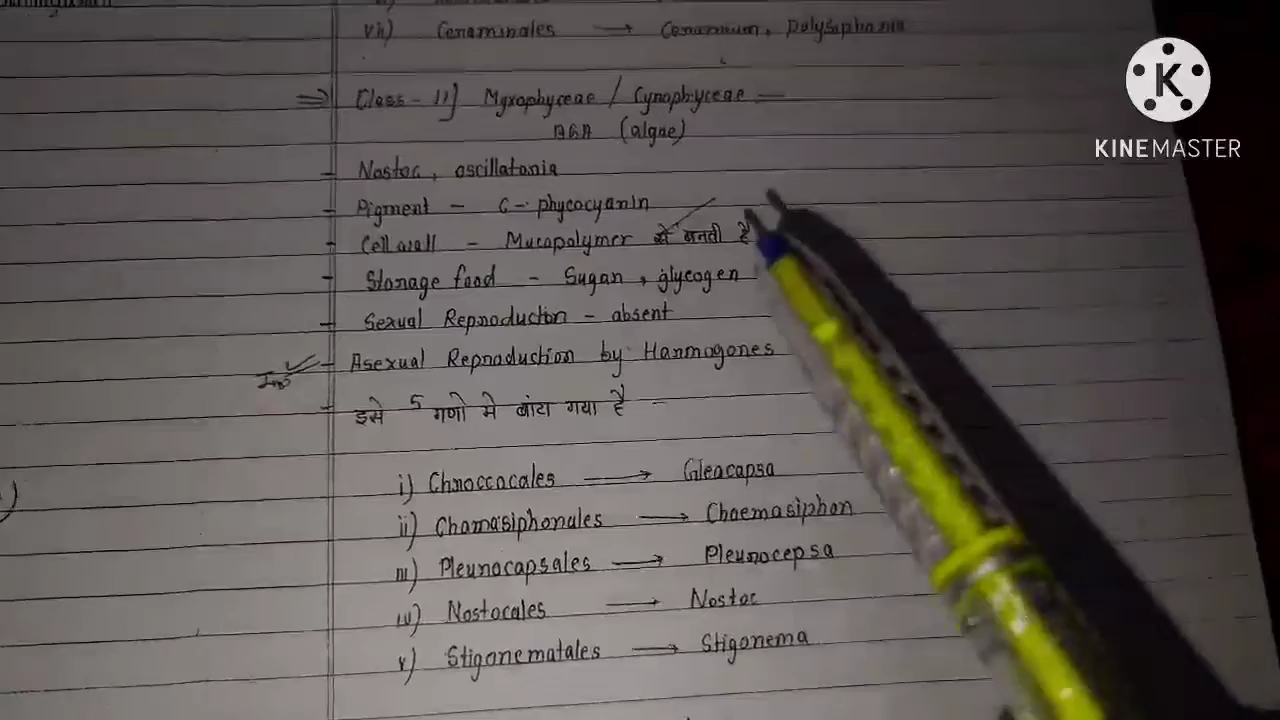 vii) Ceraminales → Ceramium, polysiphonia
⇒ Class - 11] Myxophyceae / Cynophyceae —
BGA (algae)
- Nostoc, oscillatoria
- Pigment - C-phycocyanin
- Cell wall - Mucopolymer से बनती है
- Storage food - Sugar, glycogen
- Sexual Reproduction - absent
- Asexual Reproduction by Harmogones
Imp
- इसे 5 गणो मे बांटा गया है -
i) Chroccocales → Gleacapsa
ii) Chamasiphonales → Chaemasiphon
iii) Pleurocapsales → Pleurocepsa
iv) Nostocales → Nostoc
v) Stigonematales → Stigonema
KINEMASTER